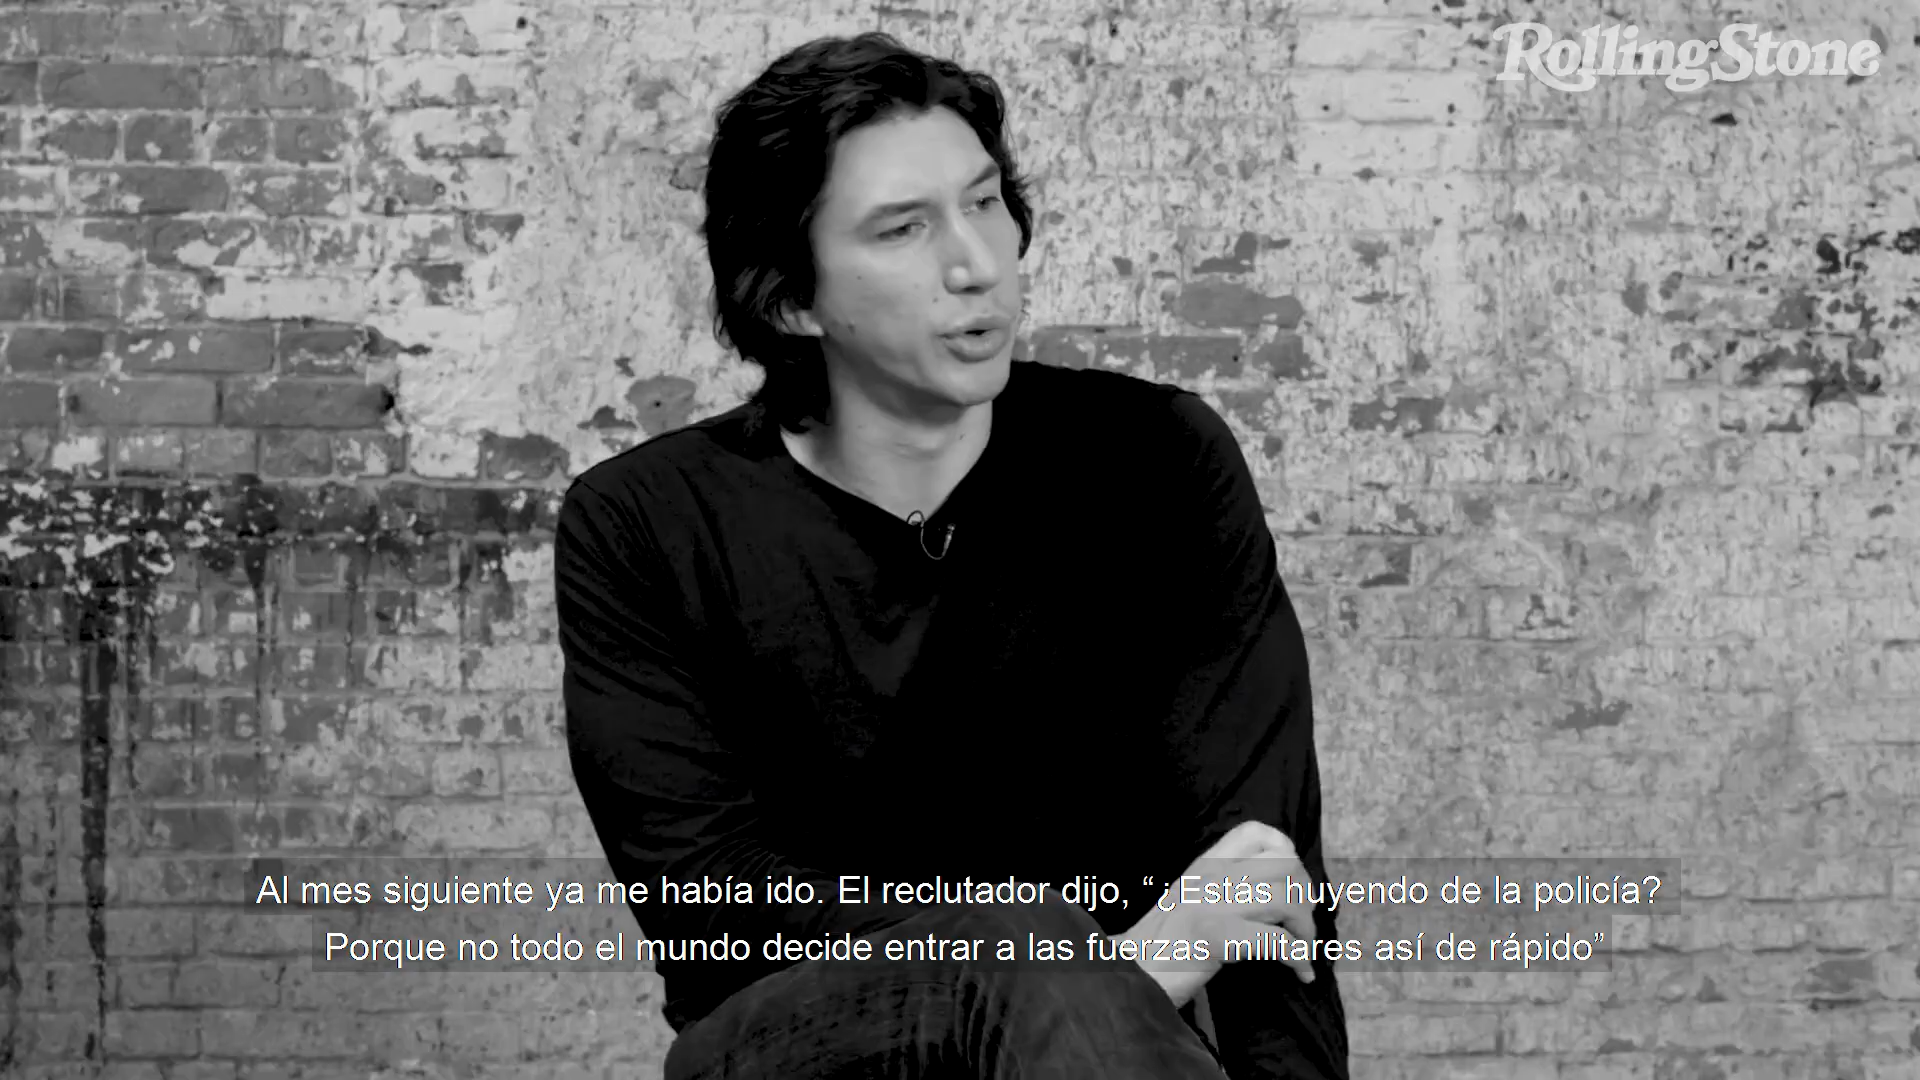 RollingStone
Al mes siguiente ya me había ido. El reclutador dijo, “¿Estás huyendo de la policía?
Porque no todo el mundo decide entrar a las fuerzas militares así de rápido”